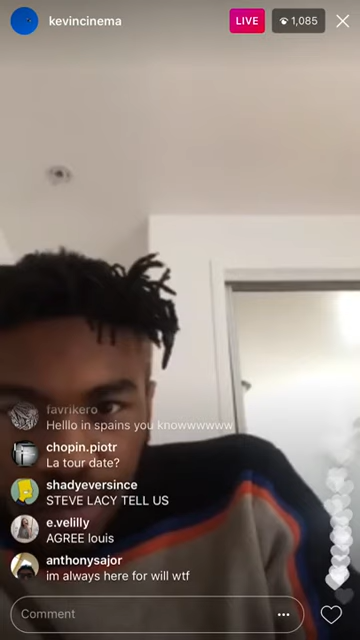 kevincinema
LIVE
1,085
favrikero
Helllo in spains you knowwwwww
chopin.piotr
La tour date?
shadyeversince
STEVE LACY TELL US
e.velilly
AGREE louis
anthonysajor
im always here for will wtf
Comment